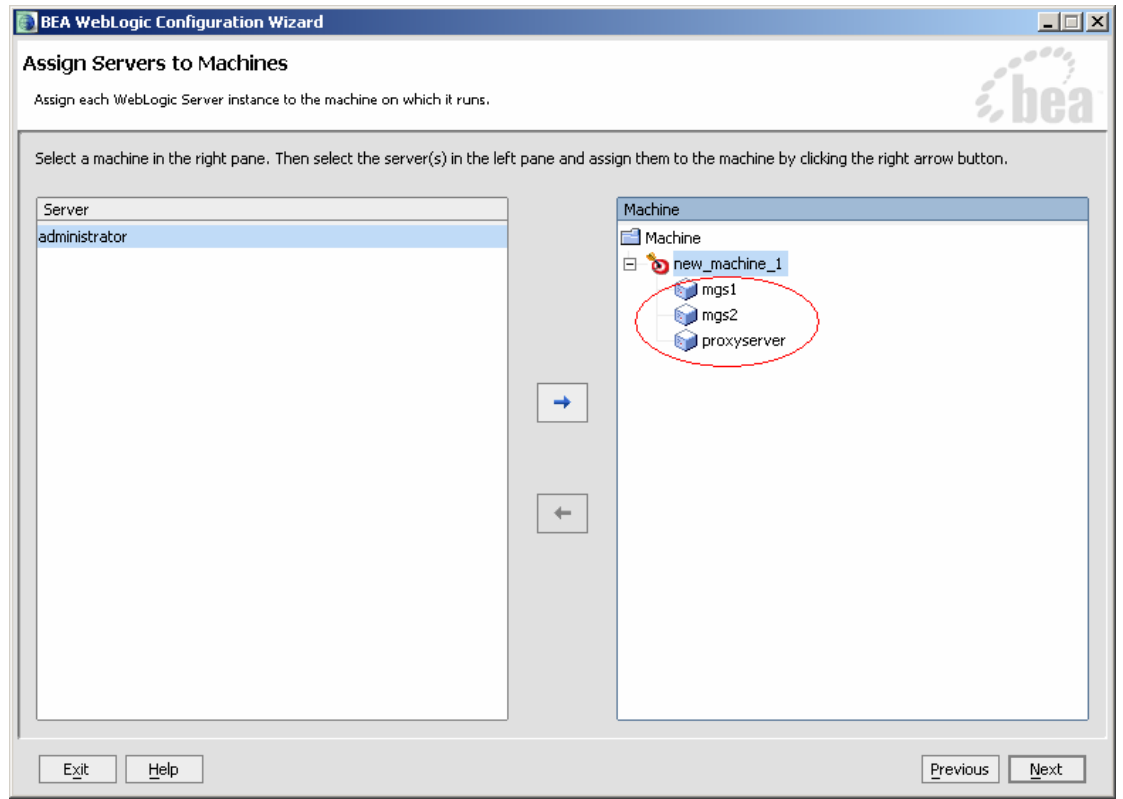 BEA WebLogic Configuration Wizard
Assign Servers to Machines
Assign each WebLogic Server instance to the machine on which it runs.
bea
Select a machine in the right pane. Then select the server(s) in the left pane and assign them to the machine by clicking the right arrow button.
Server
administrator
Machine
Machine
new_machine_1
mgs1
mgs2
proxyserver
Exit Help Previous Next